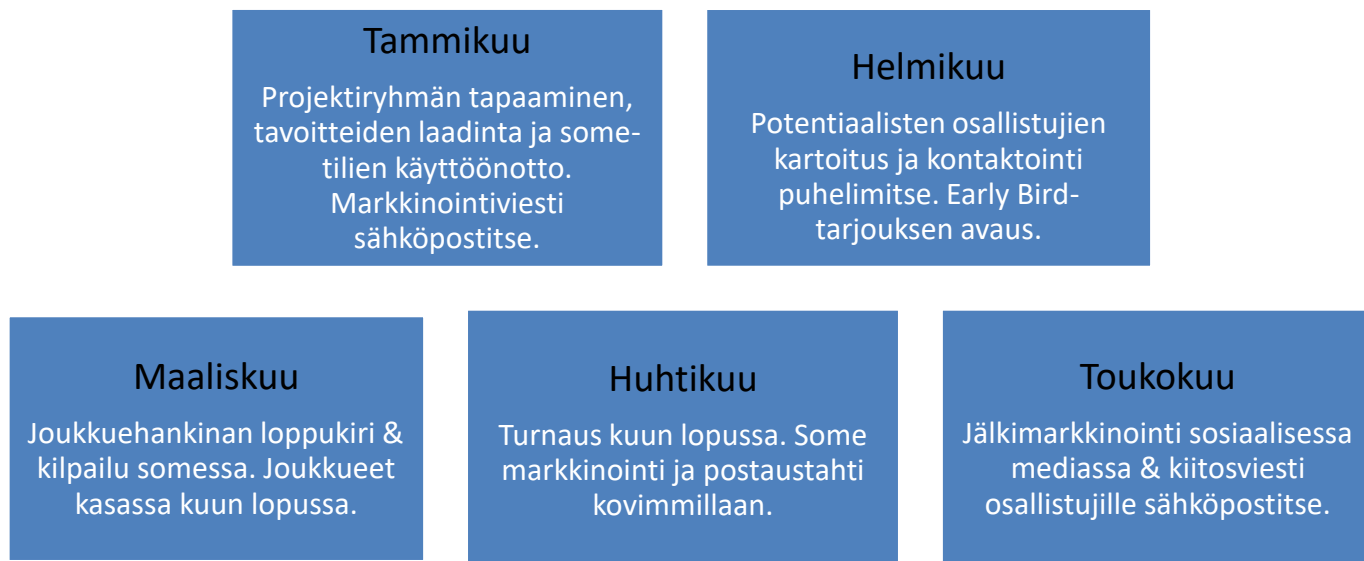 Tammikuu
Projektiryhmän tapaaminen,
tavoitteiden laadinta ja some-
tilien käyttöönotto.
Markkinointiviesti
sähköpostitse.
Helmikuu
Potentiaalisten osallistujien
kartoitus ja kontaktointi
puhelimitse. Early Bird-
tarjouksen avaus.
Maaliskuu
Joukkuehankinan loppukiri &
kilpailu somessa. Joukkueet
kasassa kuun lopussa.
Huhtikuu
Turnaus kuun lopussa. Some
markkinointi ja postaustahti
kovimmillaan.
Toukokuu
Jälkimarkkinointi sosiaalisessa
mediassa & kiitosviesti
osallistujille sähköpostitse.